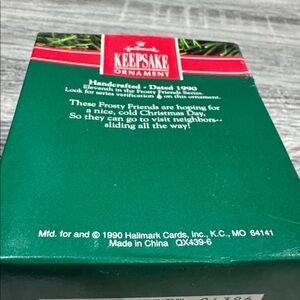 Hallmark
KEEPSAKE
ORNAMENT
Handcrafted - Dated 1990
Eleventh in the Frosty Friends Series.
Look for series verification on this ornament.
These Frosty Friends are hoping for
a nice, cold Christmas Day,
So they can go to visit neighbors--
sliding all the way!
Mfd. for and © 1990 Hallmark Cards, Inc., K.C., MO 64141
Made in China QX439-6